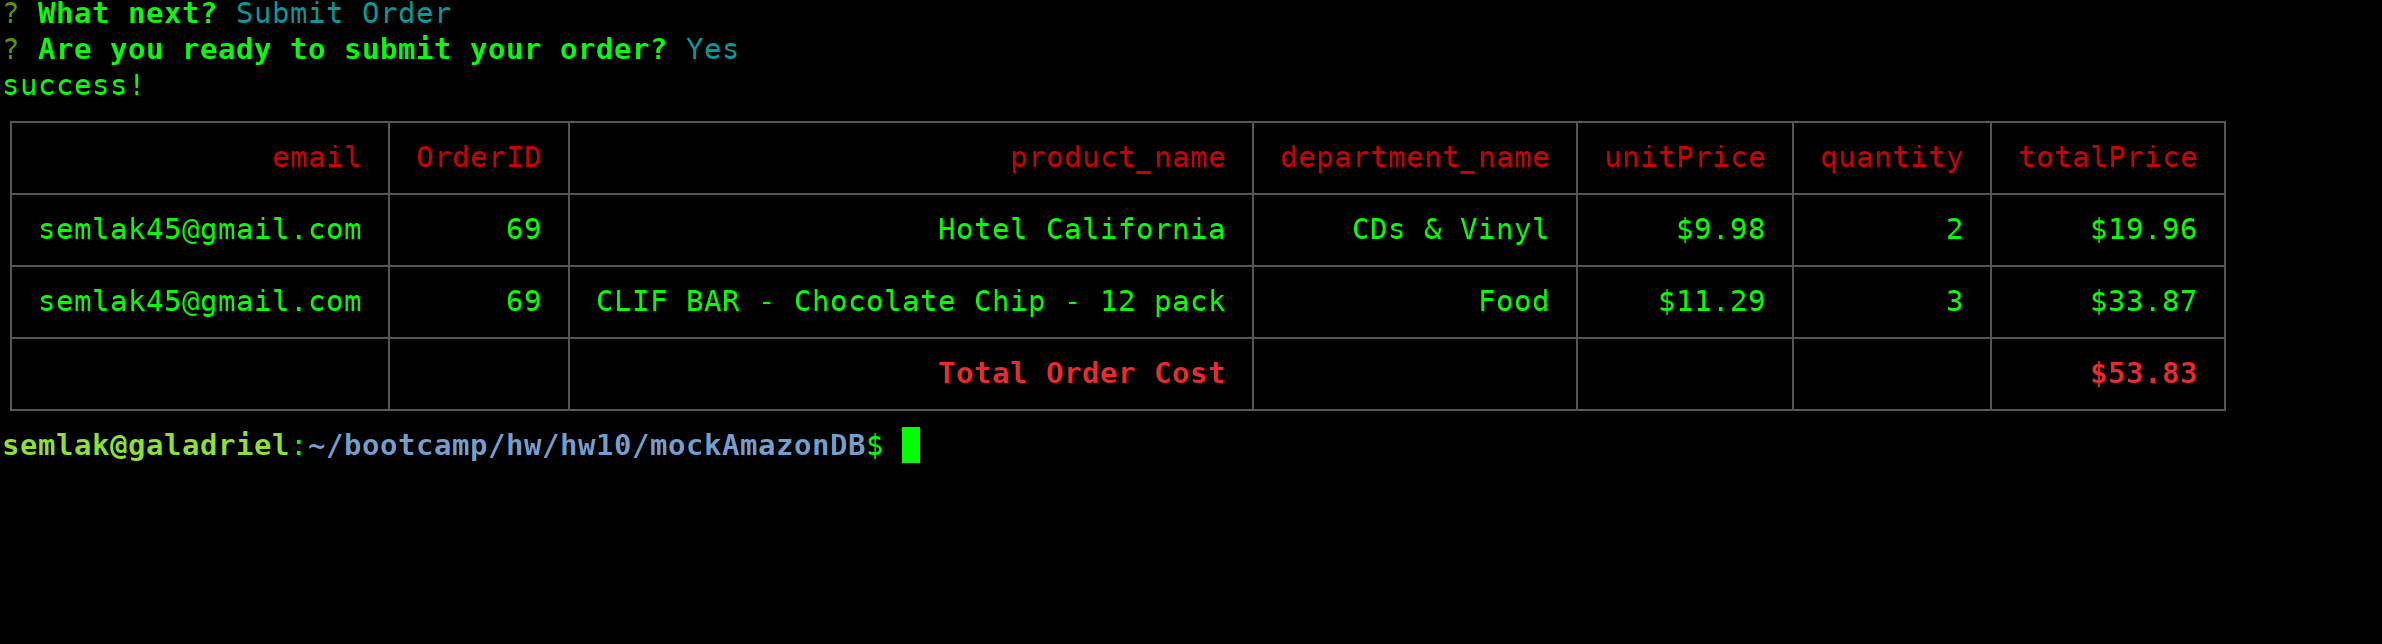 ? What next? Submit Order
? Are you ready to submit your order? Yes
success!
email OrderID product_name department_name unitPrice quantity totalPrice
semlak45@gmail.com 69 Hotel California CDs & Vinyl $9.98 2 $19.96
semlak45@gmail.com 69 CLIF BAR - Chocolate Chip - 12 pack Food $11.29 3 $33.87
Total Order Cost $53.83
semlak@galadriel:~/bootcamp/hw/hw10/mockAmazonDB$